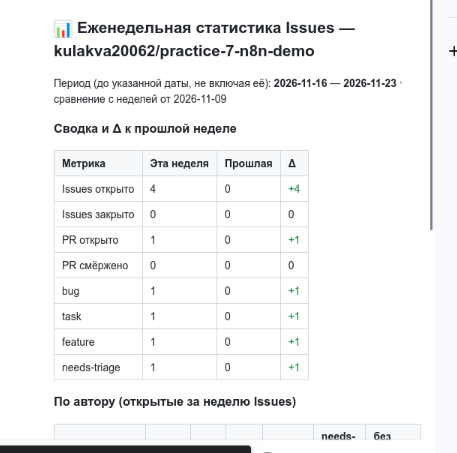 📊 Еженедельная статистика Issues —
kulakva20062/practice-7-n8n-demo
Период (до указанной даты, не включая её): 2026-11-16 — 2026-11-23 ·
сравнение с неделей от 2026-11-09
Сводка и Δ к прошлой неделе
Метрика Эта неделя Прошлая Δ
Issues открыто 4 0 +4
Issues закрыто 0 0 0
PR открыто 1 0 +1
PR смёржено 0 0 0
bug 1 0 +1
task 1 0 +1
feature 1 0 +1
needs-triage 1 0 +1
По автору (открытые за неделю Issues)
needs- без